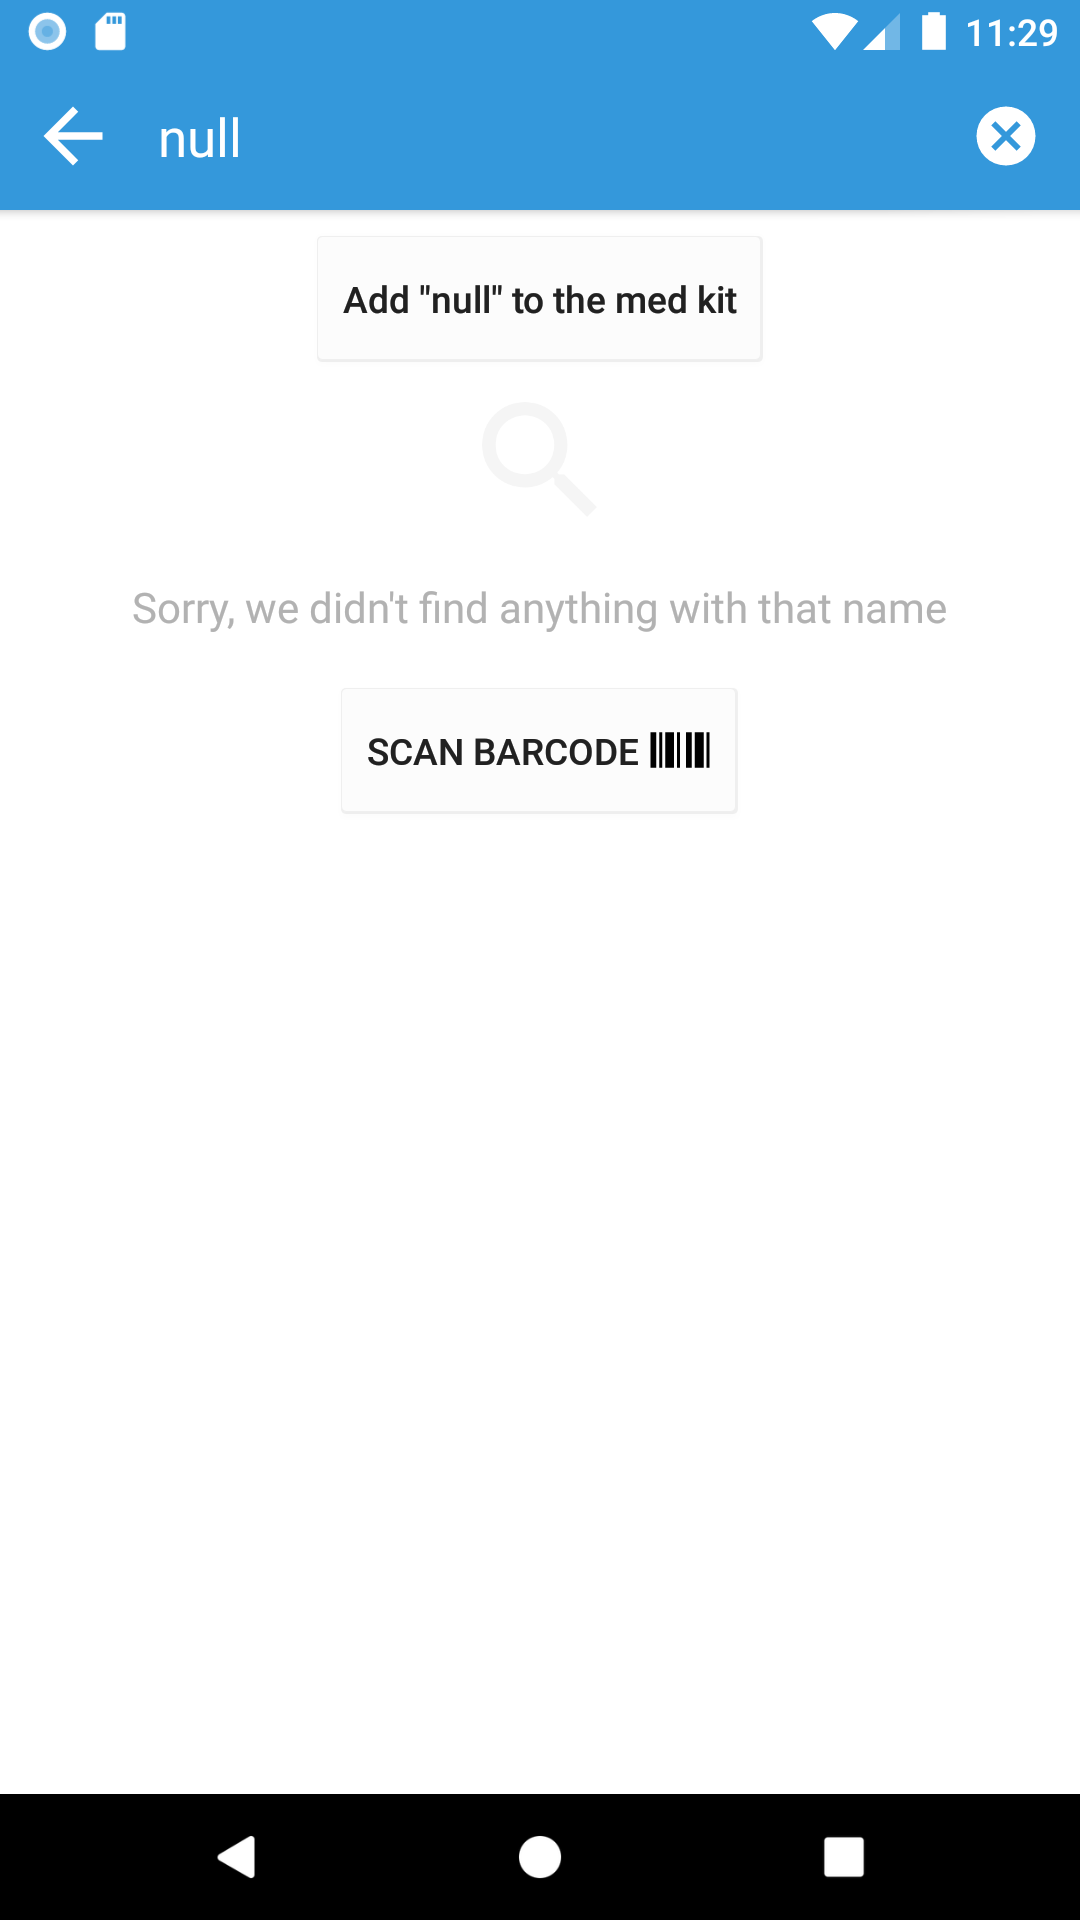 11:29
null
Add "null" to the med kit
Sorry, we didn't find anything with that name
SCAN BARCODE